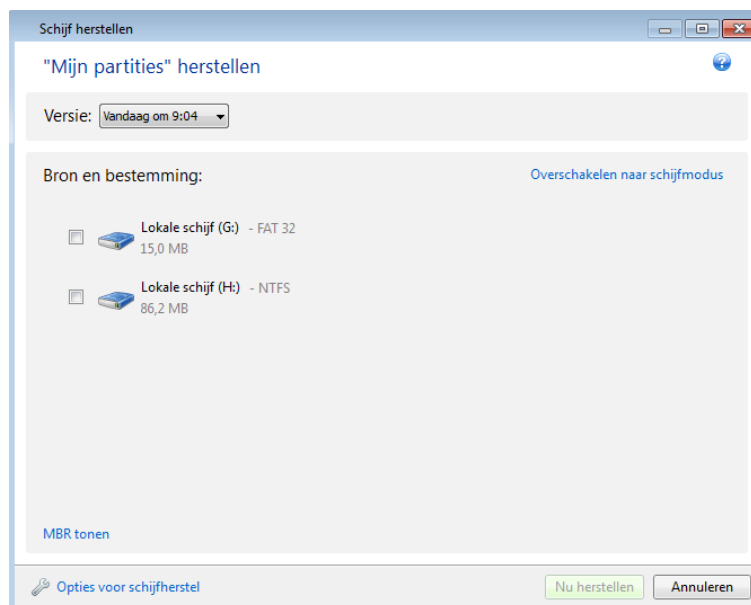 Schijf herstellen
"Mijn partities" herstellen
Versie: Vandaag om 9:04
Bron en bestemming:
Overschakelen naar schijfmodus
Lokale schijf (G:) - FAT 32
15,0 MB
Lokale schijf (H:) - NTFS
86,2 MB
MBR tonen
Opties voor schijfherstel
Nu herstellen
Annuleren